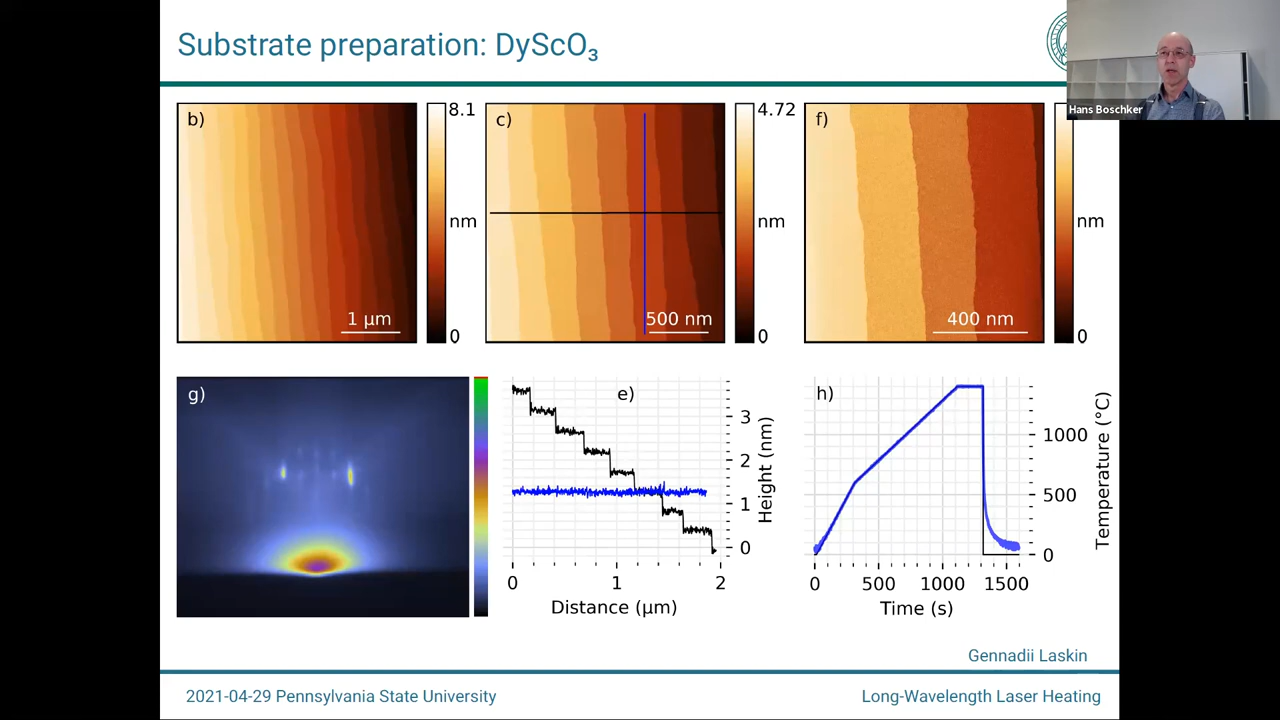 Substrate preparation: DyScO₃
Hans Boschker
b)
8.1
nm
0
1 µm
c)
4.72
nm
0
500 nm
f)
nm
0
400 nm
g)
e)
3
2
1
0
Height (nm)
0 1 2
Distance (µm)
h)
1000
500
0
Temperature (°C)
0 500 1000 1500
Time (s)
Gennadii Laskin
2021-04-29 Pennsylvania State University
Long-Wavelength Laser Heating